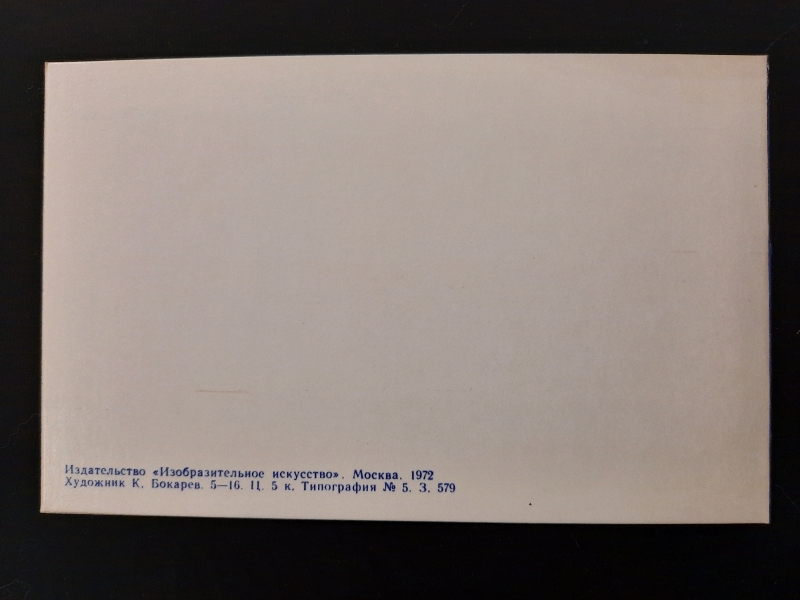 Издательство «Изобразительное искусство». Москва. 1972
Художник К. Бокарев. 5—16. Ц. 5 к. Типография № 5. З. 579